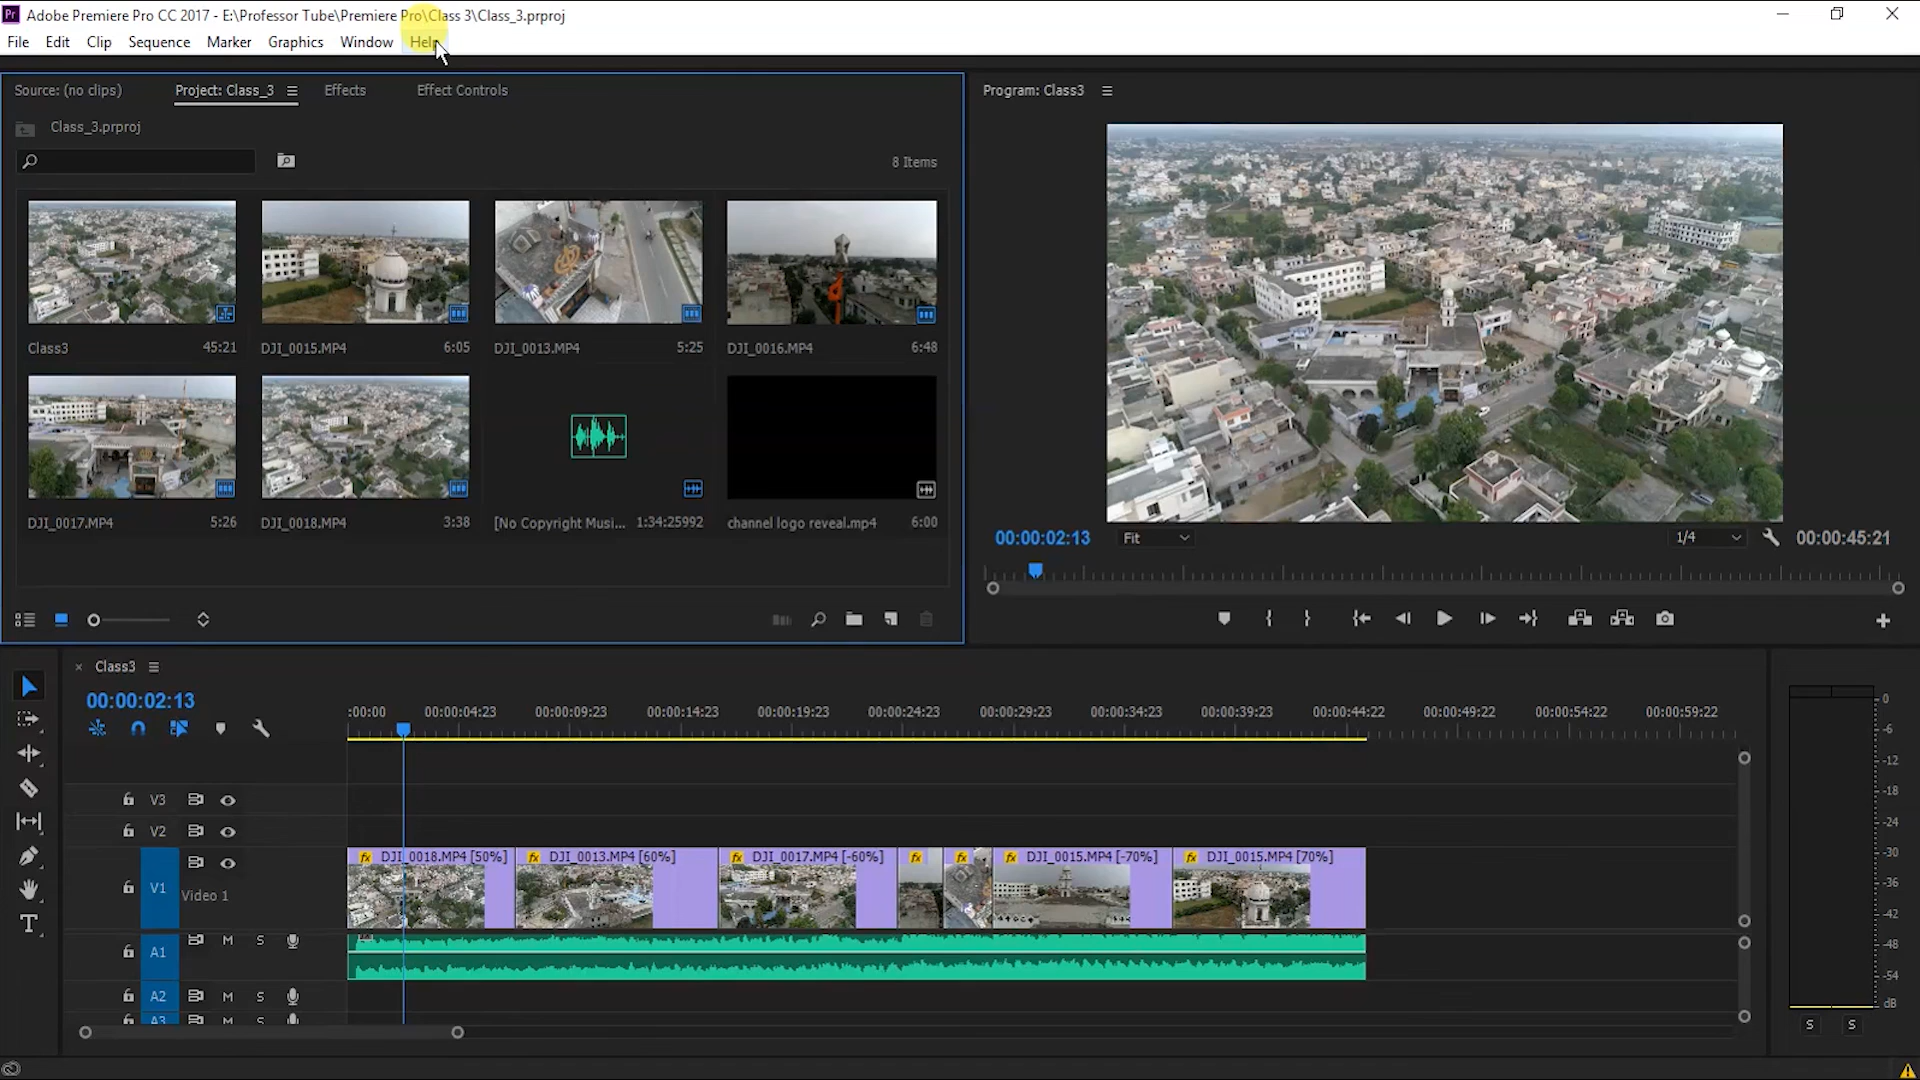 Adobe Premiere Pro CC 2017 - E:\Professor Tube\Premiere Pro\Class 3\Class_3.prproj
File Edit Clip Sequence Marker Graphics Window Help
Source: (no clips) Project: Class_3 Effects Effect Controls
Program: Class3
Class_3.prproj
8 Items
Class3 45:21
DJI_0015.MP4 6:05
DJI_0013.MP4 5:25
DJI_0016.MP4 6:48
DJI_0017.MP4 5:26
DJI_0018.MP4 3:38
[No Copyright Musi... 1:34:25992
channel logo reveal.mp4 6:00
00:00:02:13 Fit 1/4 00:00:45:21
Class3
00:00:02:13
:00:00 00:00:04:23 00:00:09:23 00:00:14:23 00:00:19:23 00:00:24:23 00:00:29:23 00:00:34:23 00:00:39:23 00:00:44:22 00:00:49:22 00:00:54:22 00:00:59:22
V3
V2
V1 Video 1
fx DJI_0018.MP4 [50%] fx DJI_0013.MP4 [60%] fx DJI_0017.MP4 [-60%] fx fx fx DJI_0015.MP4 [-70%] fx DJI_0015.MP4 [70%]
A1 M S
A2 M S
A3 M S
0
-6
-12
-18
-24
-30
-36
-42
-48
-54
dB
S S